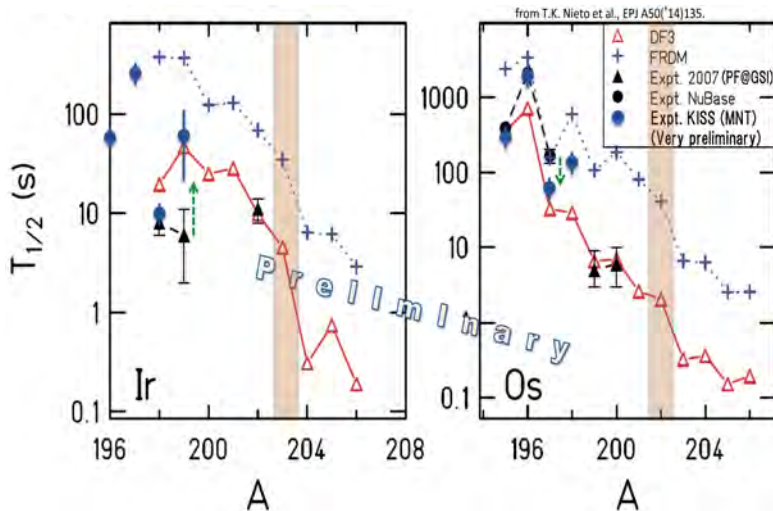 from T.K. Nieto et al., EPJ A50('14)135.
DF3
FRDM
Expt. 2007 (PF@GSI)
Expt. NuBase
Expt. KISS (MNT)
(Very preliminary)
T1/2 (s)
100
10
1
0.1
196
200
204
208
A
Ir
1000
100
10
1
0.1
196
200
204
A
Os
Prellminary